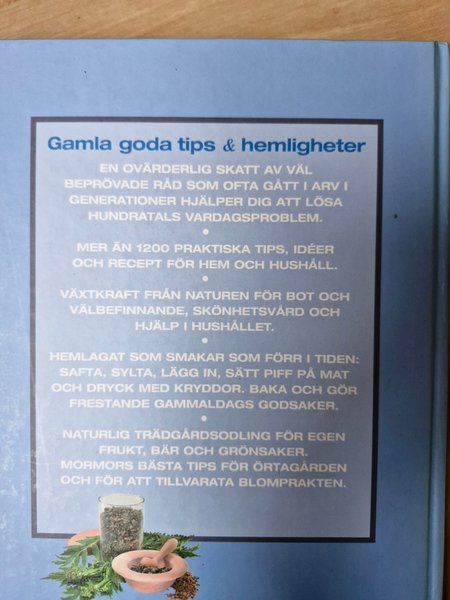 Gamla goda tips & hemligheter
EN OVÄRDERLIG SKATT AV VÄL
BEPRÖVADE RÅD SOM OFTA GÅTT I ARV I
GENERATIONER HJÄLPER DIG ATT LÖSA
HUNDRATALS VARDAGSPROBLEM.
•
MER ÄN 1200 PRAKTISKA TIPS, IDÉER
OCH RECEPT FÖR HEM OCH HUSHÅLL.
•
VÄXTKRAFT FRÅN NATUREN FÖR BOT OCH
VÄLBEFINNANDE, SKÖNHETSVÅRD OCH
HJÄLP I HUSHÅLLET.
•
HEMLAGAT SOM SMAKAR SOM FÖRR I TIDEN:
SAFTA, SYLTA, LÄGG IN, SÄTT PIFF PÅ MAT
OCH DRYCK MED KRYDDOR. BAKA OCH GÖR
FRESTANDE GAMMALDAGS GODSAKER.
•
NATURLIG TRÄDGÅRDSODLING FÖR EGEN
FRUKT, BÄR OCH GRÖNSAKER.
MORMORS BÄSTA TIPS FÖR ÖRTAGÅRDEN
OCH FÖR ATT TILLVARATA BLOMPRAKTEN.